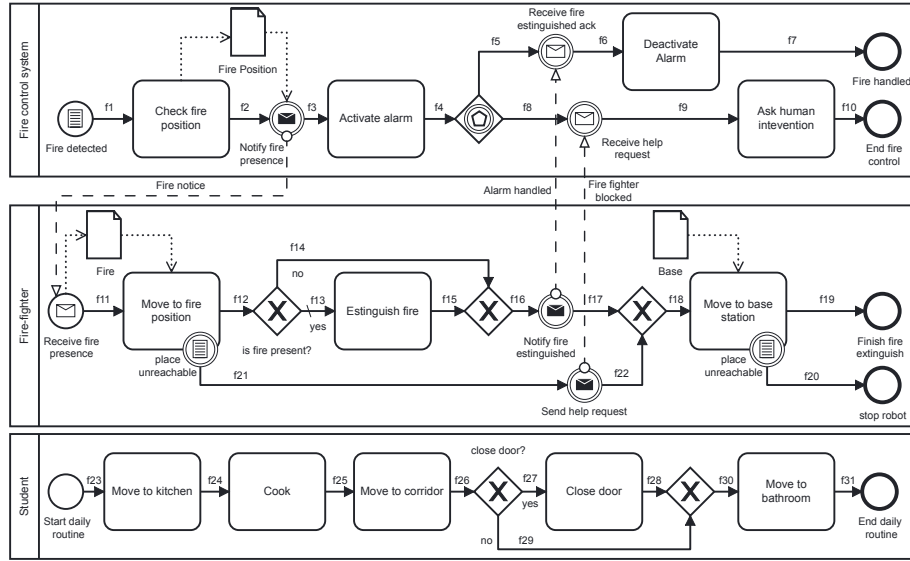 Fire control system
Receive fire
estinguished ack
Fire Position
f5
f6
Deactivate
Alarm
f7
Fire handled
Fire detected
f1
Check fire
position
f2
Notify fire
presence
f3
Activate alarm
f4
f8
Receive help
request
f9
Ask human
intevention
f10
End fire
control
Fire notice
Alarm handled
Fire fighter
blocked
Fire-fighter
Fire
Base
Receive fire
presence
f11
Move to fire
position
place
unreachable
f12
is fire present?
f14
no
f13
yes
Estinguish fire
f15
f16
Notify fire
estinguished
f17
f18
Move to base
station
place
unreachable
f19
Finish fire
extinguish
f21
Send help request
f22
f20
stop robot
Student
Start daily
routine
f23
Move to kitchen
f24
Cook
f25
Move to corridor
f26
close door?
f27
yes
Close door
f28
no
f29
f30
Move to
bathroom
f31
End daily
routine